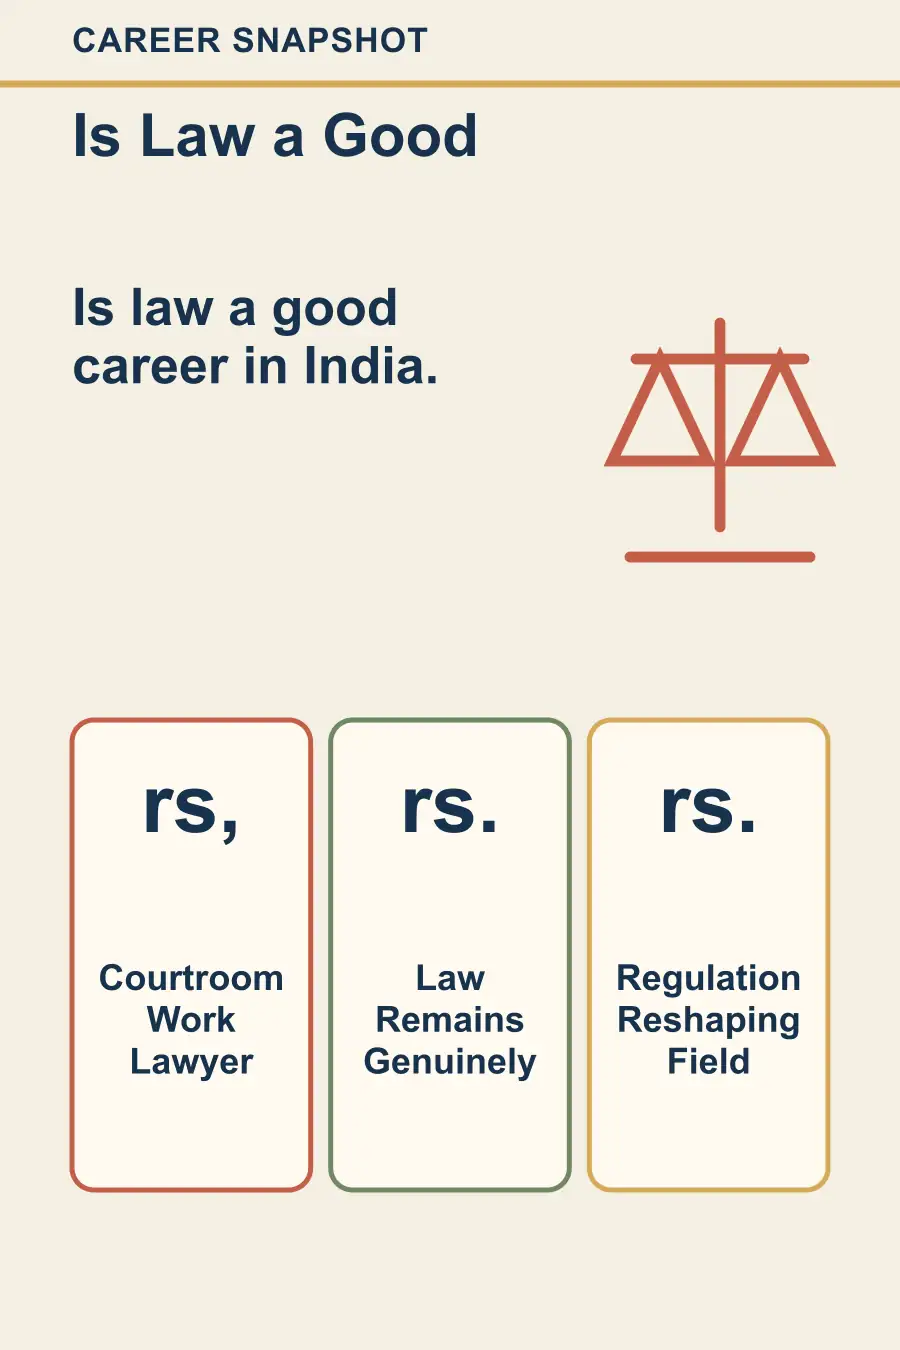 CAREER SNAPSHOT
Is Law a Good
Is law a good
career in India.
rs,
Courtroom
Work
Lawyer
rs.
Law
Remains
Genuinely
rs.
Regulation
Reshaping
Field